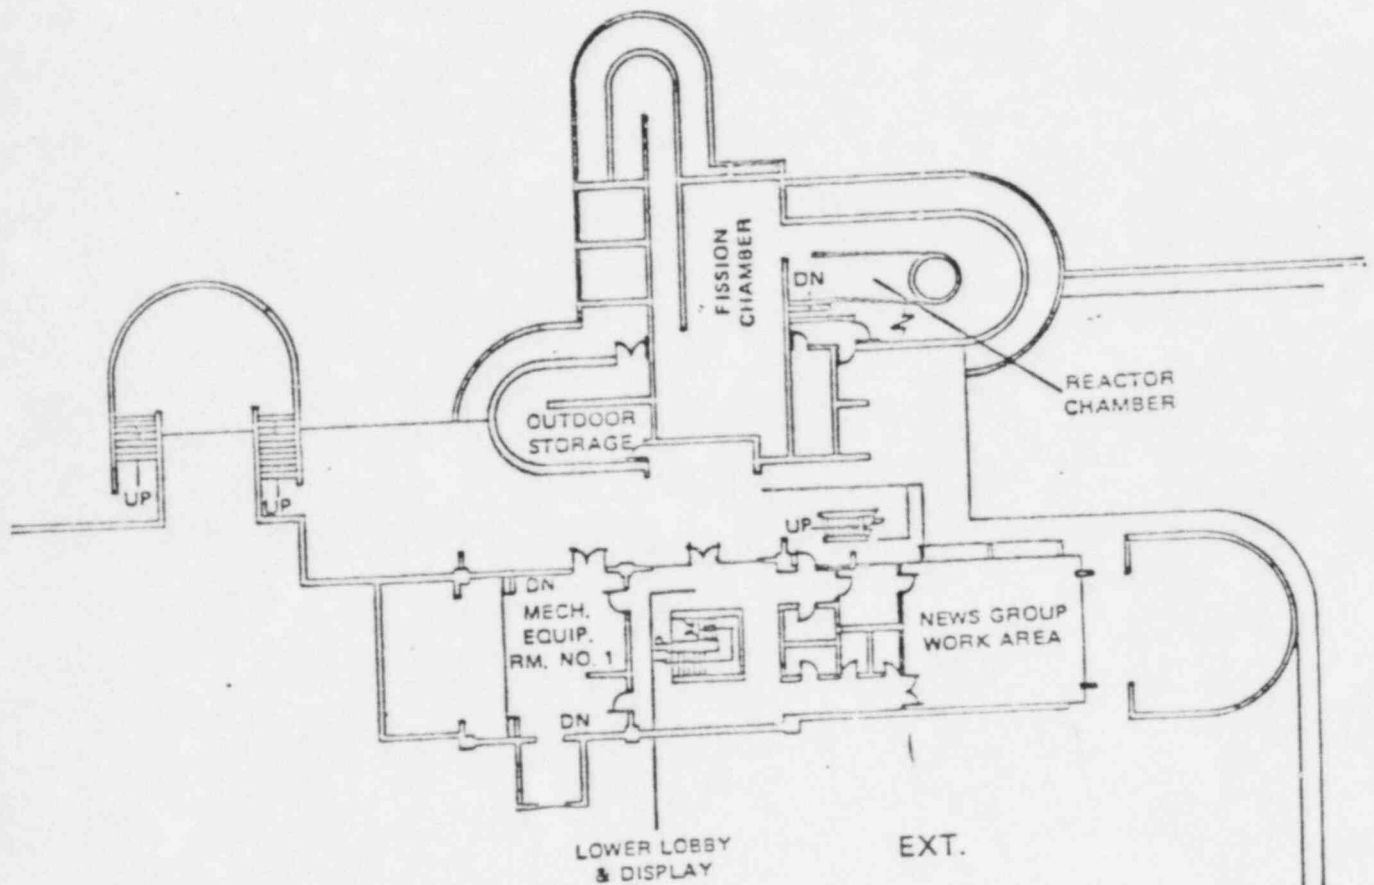 FISSION
CHAMBER
DN
REACTOR
CHAMBER
OUTDOOR
STORAGE
UP
UP
UP
DN
MECH.
EQUIP.
RM. NO. 1
DN
NEWS GROUP
WORK AREA
LOWER LOBBY
& DISPLAY
EXT.